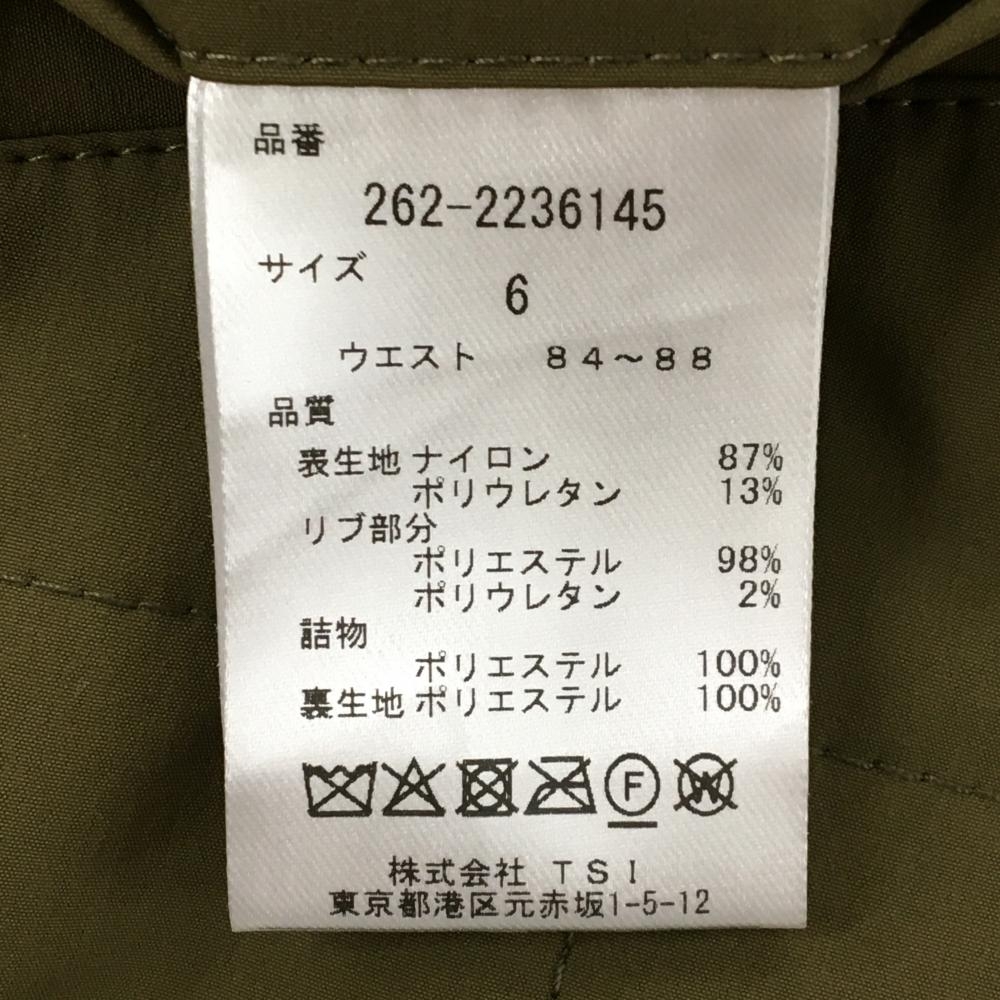 品番
262-2236145
サイズ
6
ウエスト　８４～８８
品質
表生地 ナイロン 87%
ポリウレタン 13%
リブ部分
ポリエステル 98%
ポリウレタン 2%
詰物
ポリエステル 100%
裏生地 ポリエステル 100%
F W
株式会社 ＴＳＩ
東京都港区元赤坂1-5-12